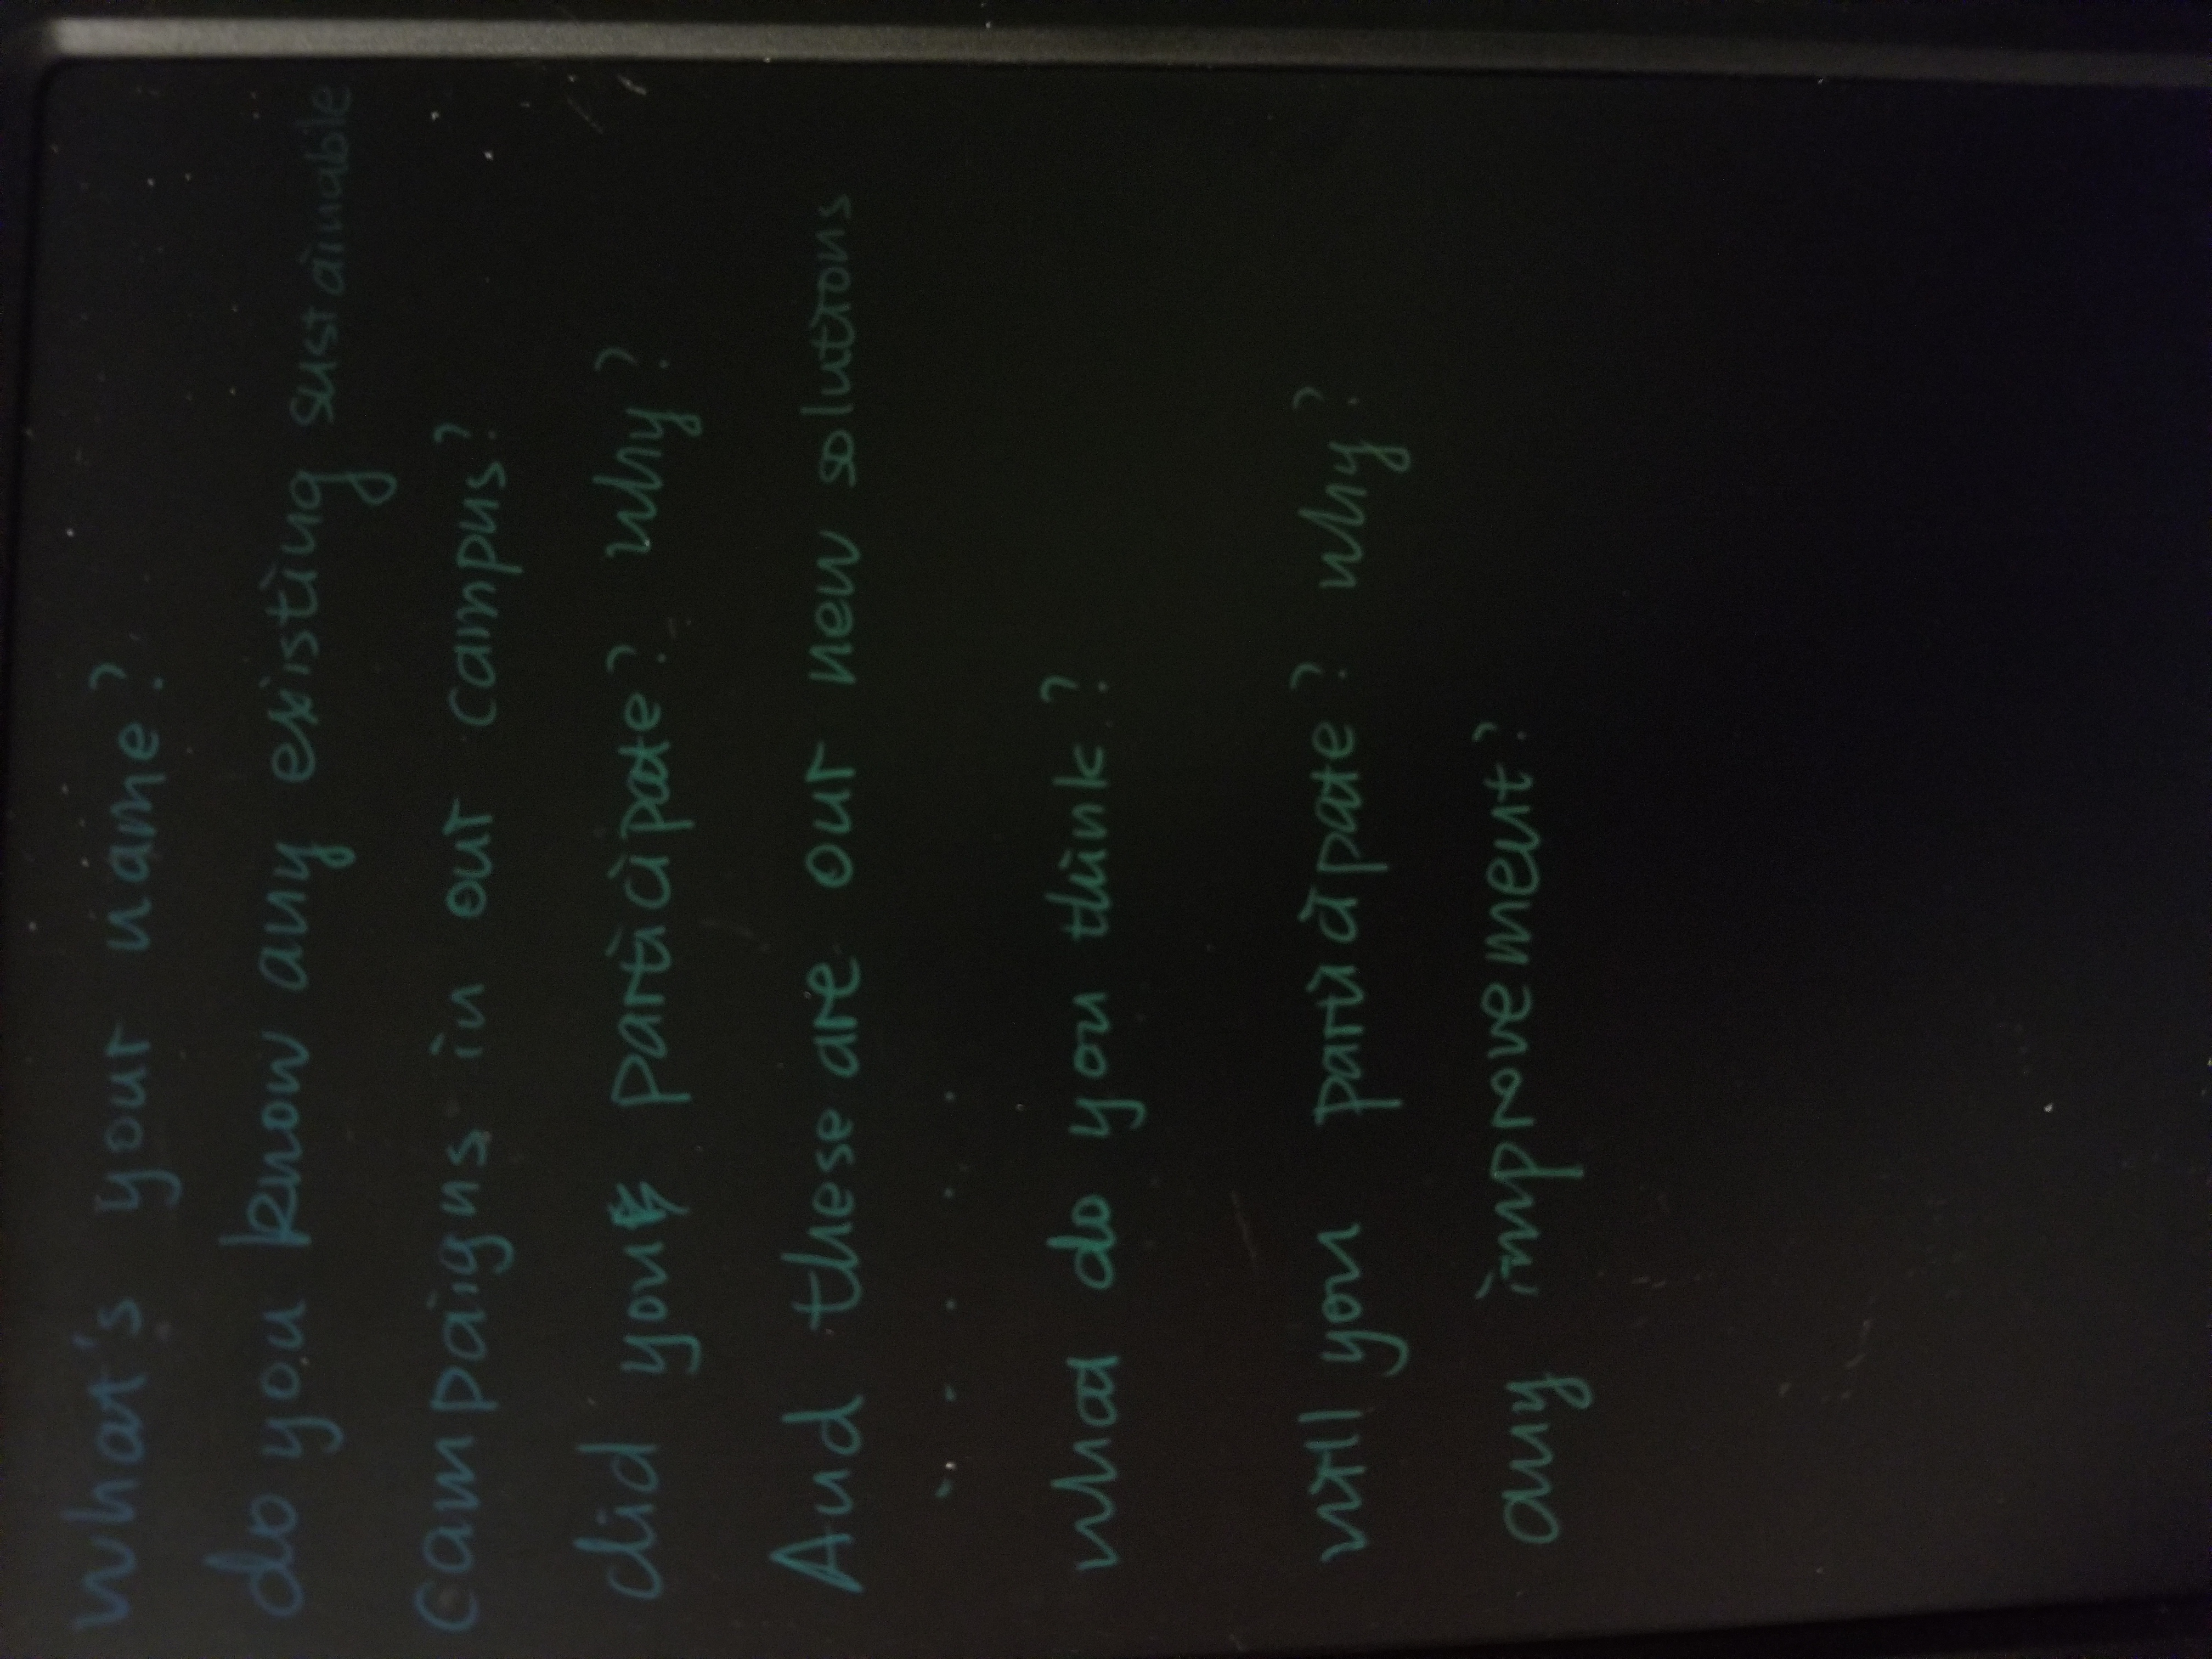 What's your name?
do you know any existing sustainable
campaigns in our campus?
did you participate? why?
And these are our new solutions
. . . . .
what do you think?
will you participate? why?
any improvement?